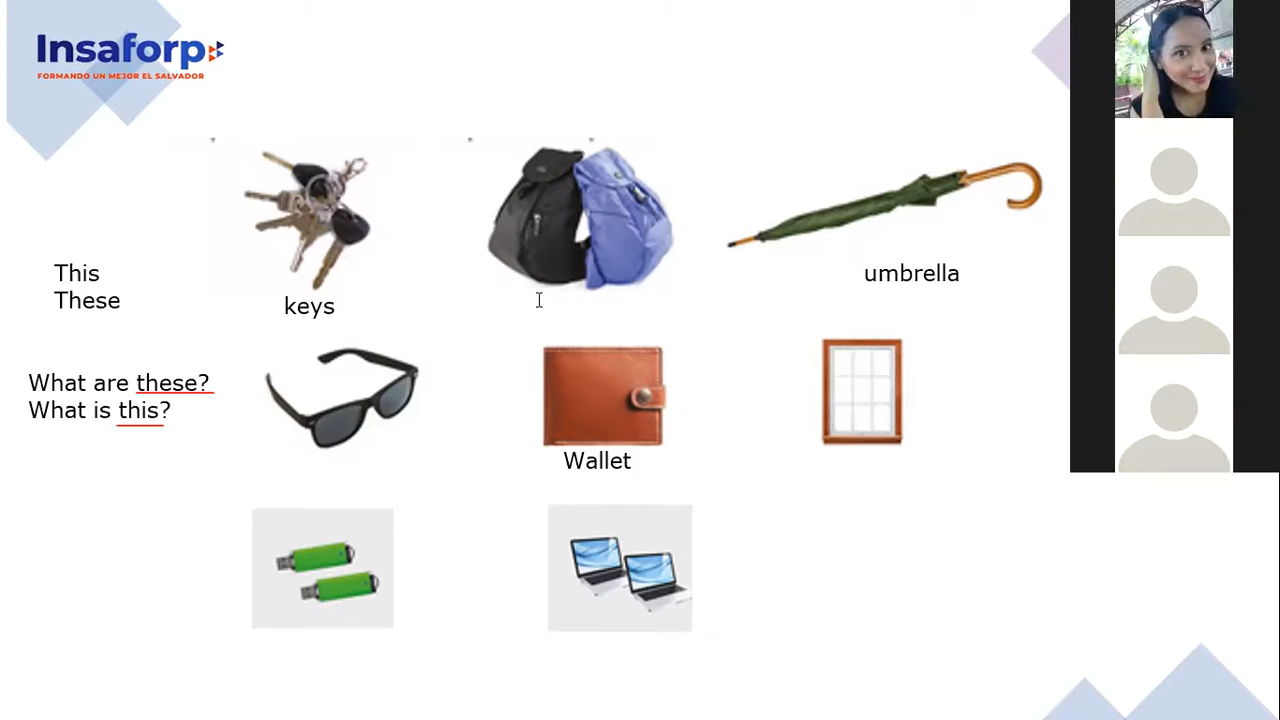 Insaforp
FORMANDO UN MEJOR EL SALVADOR
This
These
keys
umbrella
What are these?
What is this?
Wallet